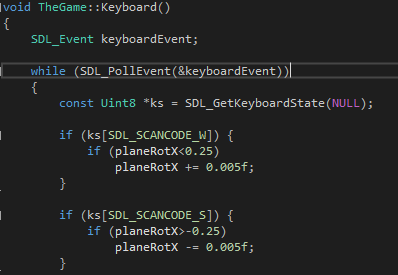 void TheGame::Keyboard()
{
SDL_Event keyboardEvent;
while (SDL_PollEvent(&keyboardEvent))
{
const Uint8 *ks = SDL_GetKeyboardState(NULL);
if (ks[SDL_SCANCODE_W]) {
if (planeRotX<0.25)
planeRotX += 0.005f;
}
if (ks[SDL_SCANCODE_S]) {
if (planeRotX>-0.25)
planeRotX -= 0.005f;
}